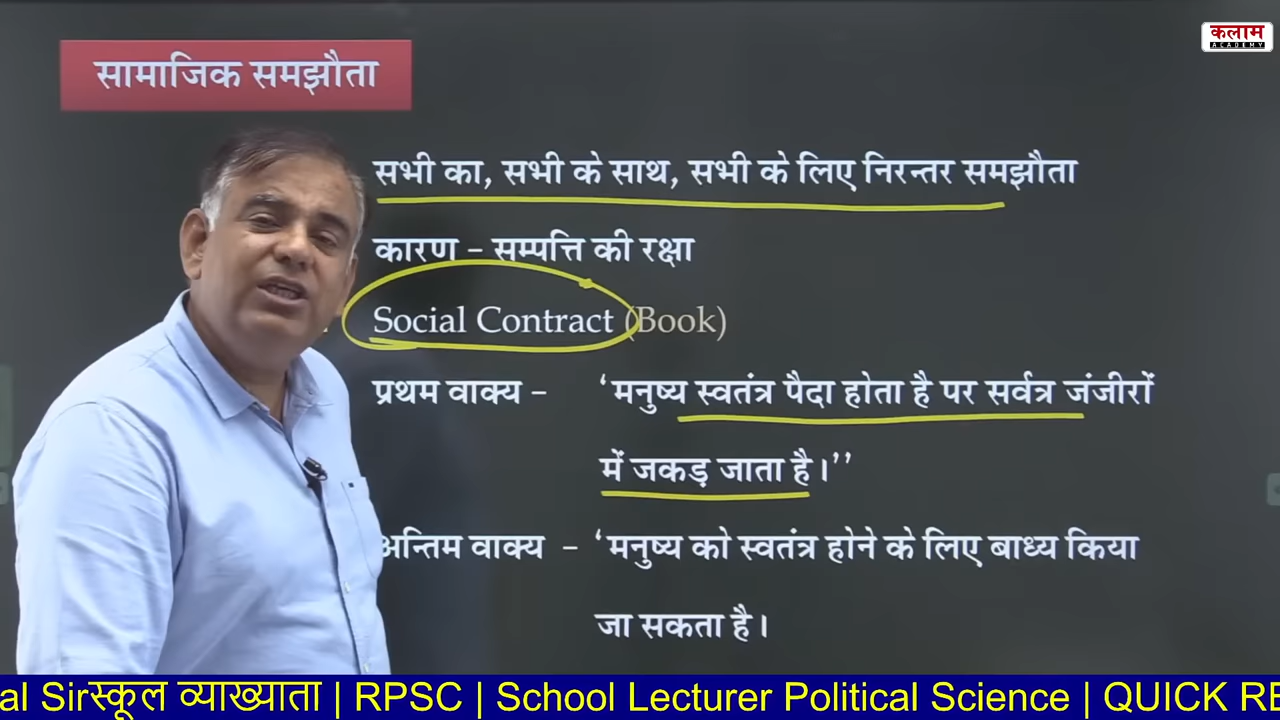 कलाम
ACADEMY
सामाजिक समझौता
सभी का, सभी के साथ, सभी के लिए निरन्तर समझौता
कारण – सम्पत्ति की रक्षा
Social Contract (Book)
प्रथम वाक्य – ‘मनुष्य स्वतंत्र पैदा होता है पर सर्वत्र जंजीरों
में जकड़ जाता है।’’
अन्तिम वाक्य – ‘मनुष्य को स्वतंत्र होने के लिए बाध्य किया
जा सकता है।
al Sirस्कूल व्याख्याता | RPSC | School Lecturer Political Science | QUICK RE